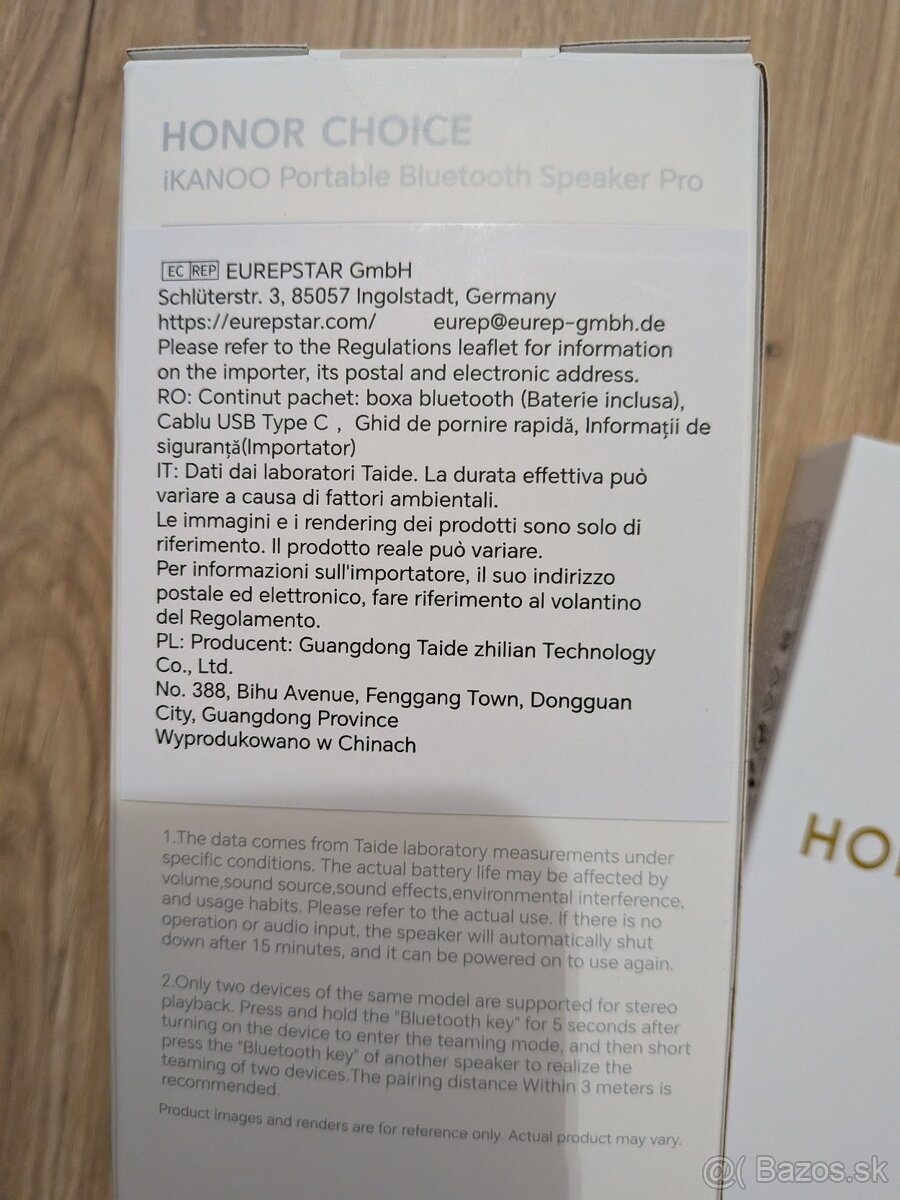 HONOR CHOICE
iKANOO Portable Bluetooth Speaker Pro
EC REP EUREPSTAR GmbH
Schlüterstr. 3, 85057 Ingolstadt, Germany
https://eurepstar.com/ eurep@eurep-gmbh.de
Please refer to the Regulations leaflet for information
on the importer, its postal and electronic address.
RO: Continut pachet: boxa bluetooth (Baterie inclusa),
Cablu USB Type C , Ghid de pornire rapidă, Informații de
siguranță(Importator)
IT: Dati dai laboratori Taide. La durata effettiva può
variare a causa di fattori ambientali.
Le immagini e i rendering dei prodotti sono solo di
riferimento. Il prodotto reale può variare.
Per informazioni sull'importatore, il suo indirizzo
postale ed elettronico, fare riferimento al volantino
del Regolamento.
PL: Producent: Guangdong Taide zhilian Technology
Co., Ltd.
No. 388, Bihu Avenue, Fenggang Town, Dongguan
City, Guangdong Province
Wyprodukowano w Chinach
1.The data comes from Taide laboratory measurements under
specific conditions. The actual battery life may be affected by
volume,sound source,sound effects,environmental interference,
and usage habits. Please refer to the actual use. If there is no
operation or audio input, the speaker will automatically shut
down after 15 minutes, and it can be powered on to use again.
2.Only two devices of the same model are supported for stereo
playback. Press and hold the "Bluetooth key" for 5 seconds after
turning on the device to enter the teaming mode, and then short
press the "Bluetooth key" of another speaker to realize the
teaming of two devices.The pairing distance Within 3 meters is
recommended.
Product images and renders are for reference only. Actual product may vary.
HO
@( Bazos.sk